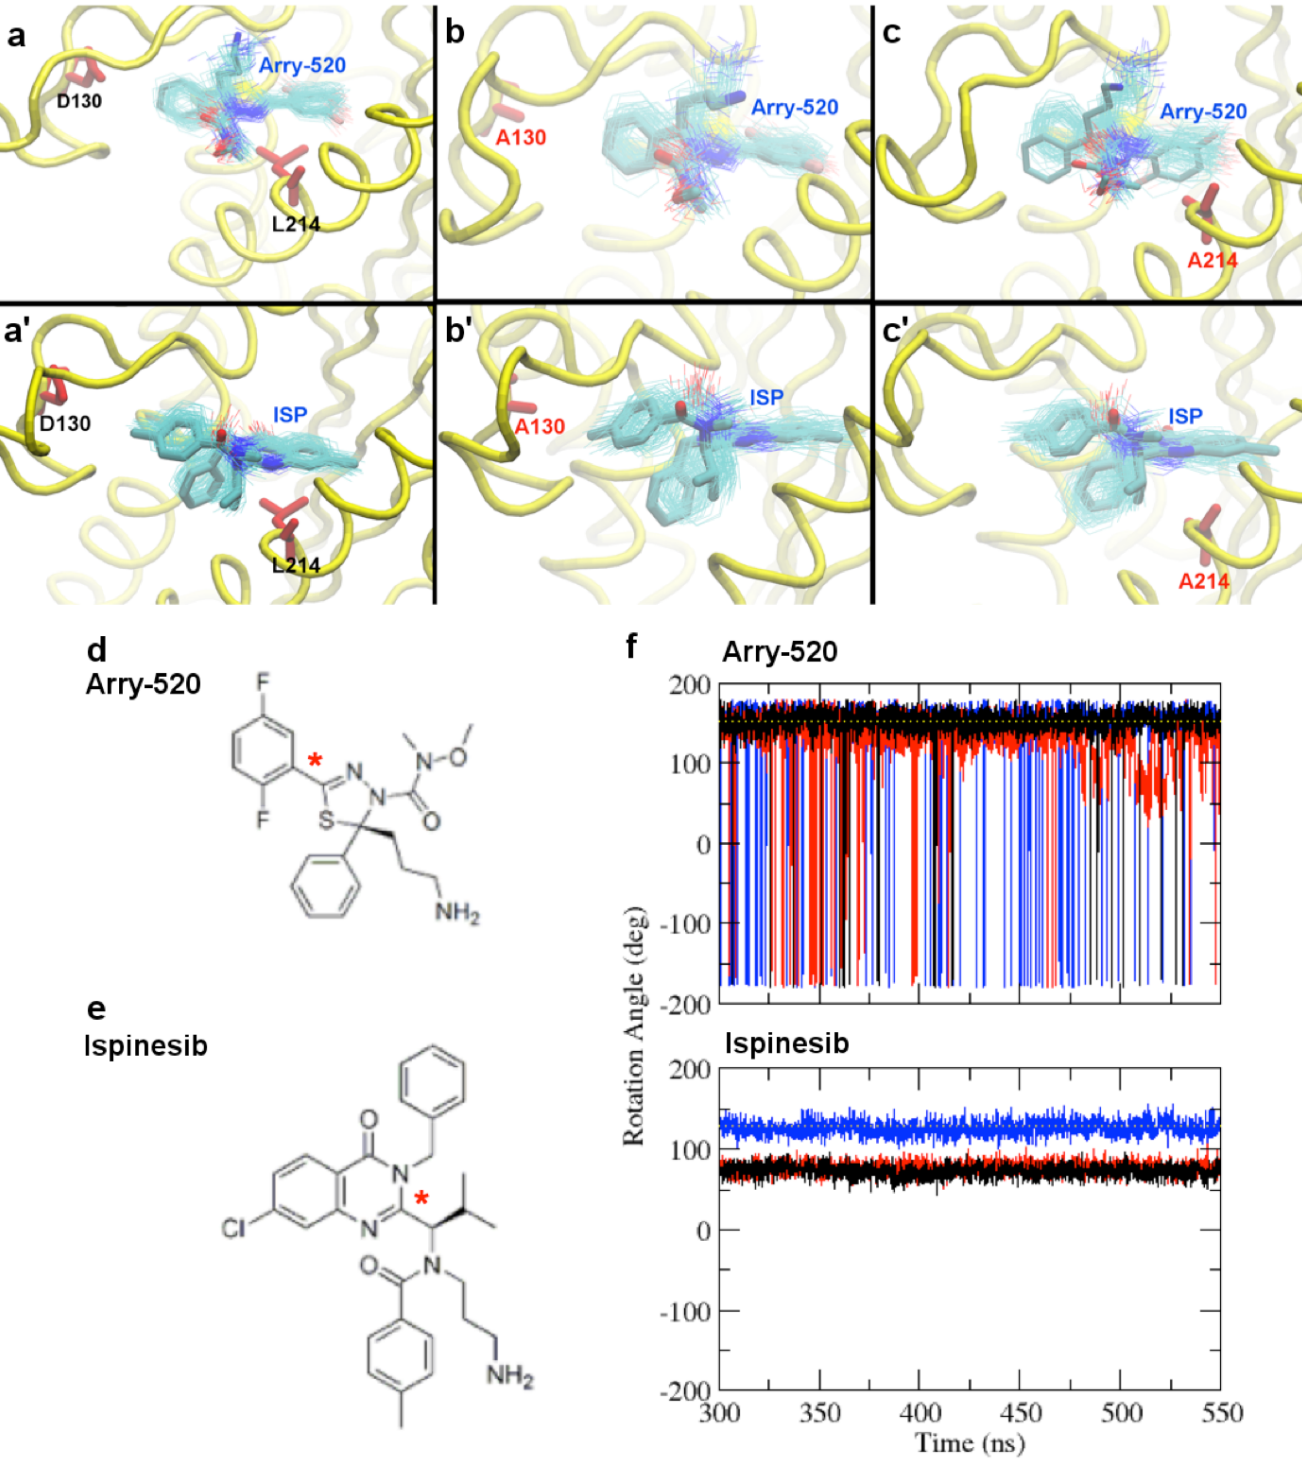 a
Arry-520
D130
L214
b
Arry-520
A130
c
Arry-520
A214
a'
ISP
D130
L214
b'
ISP
A130
c'
ISP
A214
d
Arry-520
F
F
*
N
N
S
N
O
O
NH2
e
Ispinesib
O
N
*
N
Cl
O
N
NH2
f
Arry-520
200
100
0
-100
-200
Ispinesib
200
100
0
-100
-200
300
350
400
450
500
550
Rotation Angle (deg)
Time (ns)